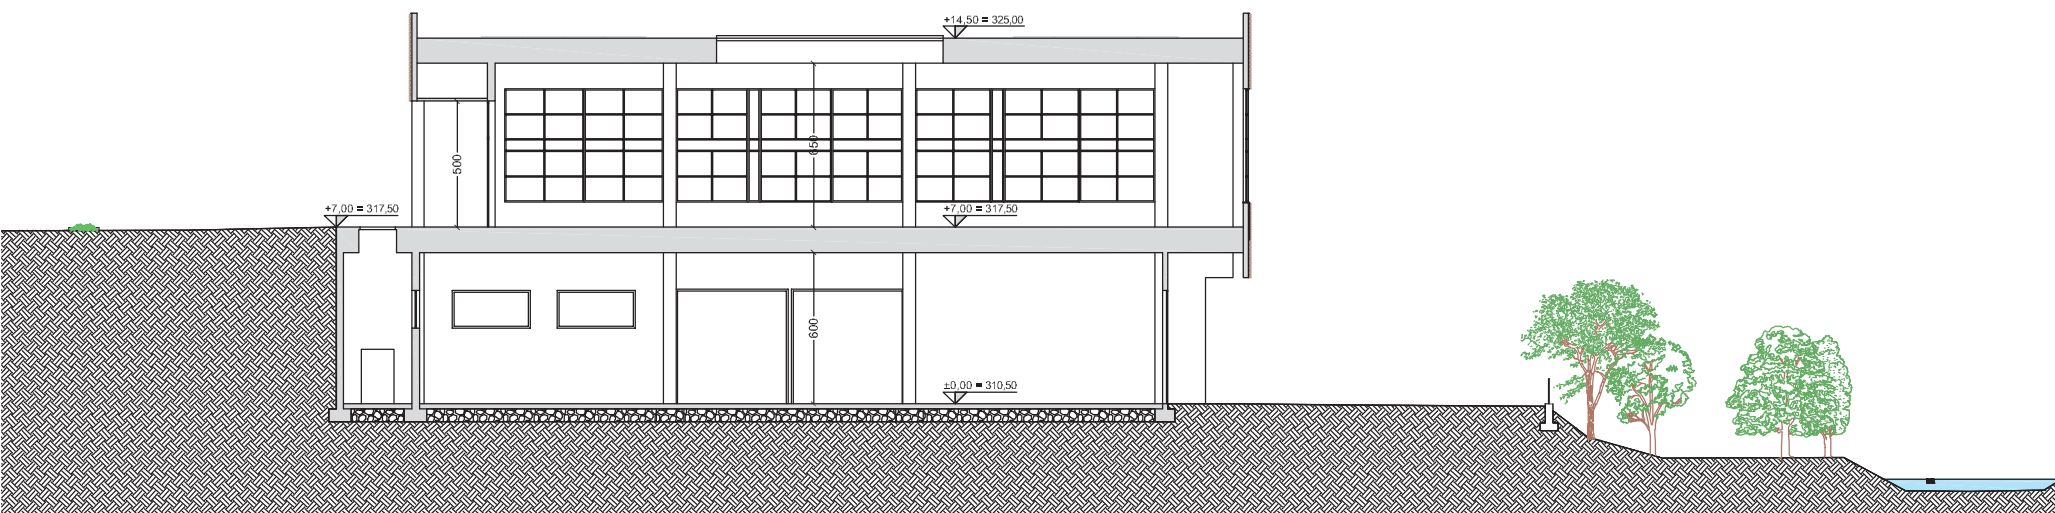 +14,50 = 325,00
650
500
+7,00 = 317,50
+7,00 = 317,50
600
±0,00 = 310,50